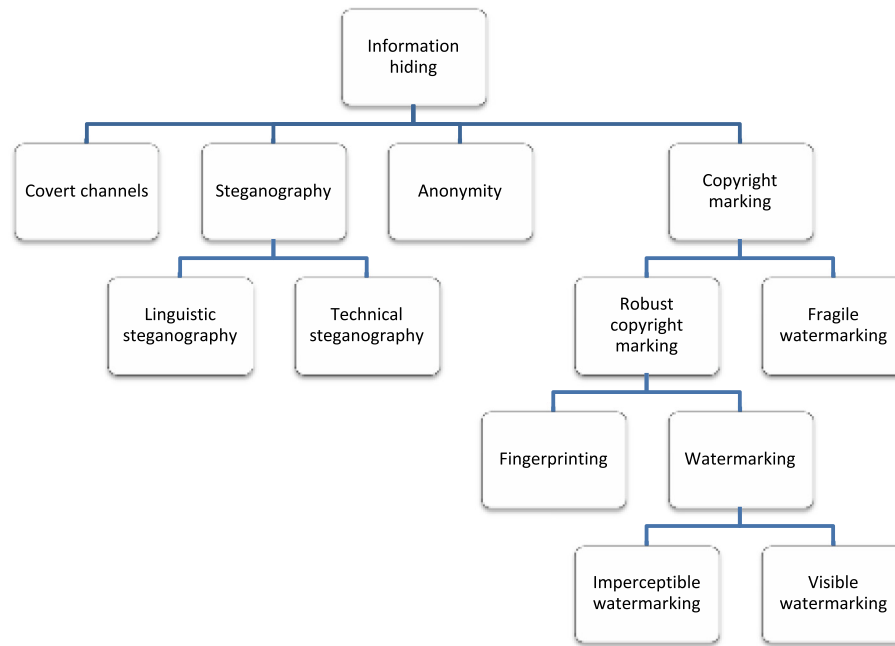 Information
hiding
Covert channels
Steganography
Anonymity
Copyright
marking
Linguistic
steganography
Technical
steganography
Robust
copyright
marking
Fragile
watermarking
Fingerprinting
Watermarking
Imperceptible
watermarking
Visible
watermarking